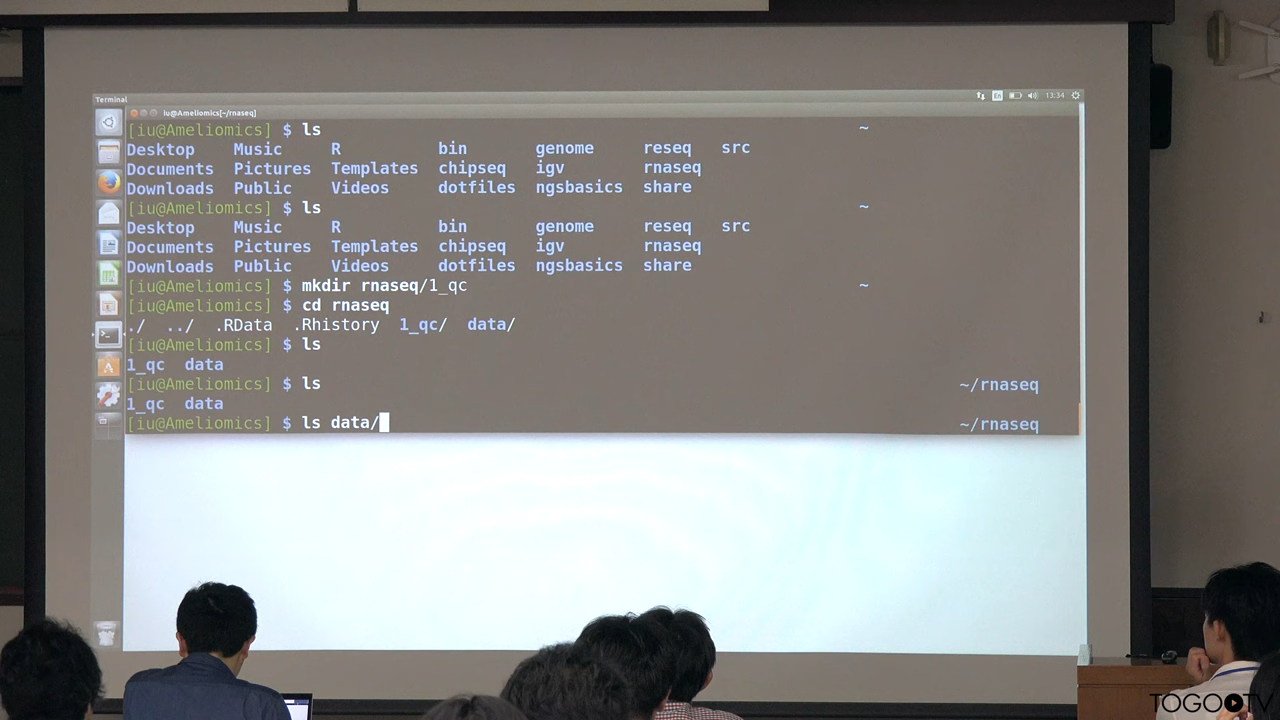 Terminal
En 13:34
iu@Ameliomics[~/rnaseq]
[iu@Ameliomics] $ ls ~
Desktop Music R bin genome reseq src
Documents Pictures Templates chipseq igv rnaseq
Downloads Public Videos dotfiles ngsbasics share
[iu@Ameliomics] $ ls ~
Desktop Music R bin genome reseq src
Documents Pictures Templates chipseq igv rnaseq
Downloads Public Videos dotfiles ngsbasics share
[iu@Ameliomics] $ mkdir rnaseq/1_qc ~
[iu@Ameliomics] $ cd rnaseq
./ ../ .RData .Rhistory 1_qc/ data/
[iu@Ameliomics] $ ls
1_qc data
[iu@Ameliomics] $ ls ~/rnaseq
1_qc data
[iu@Ameliomics] $ ls data/ ~/rnaseq
TOGO TV